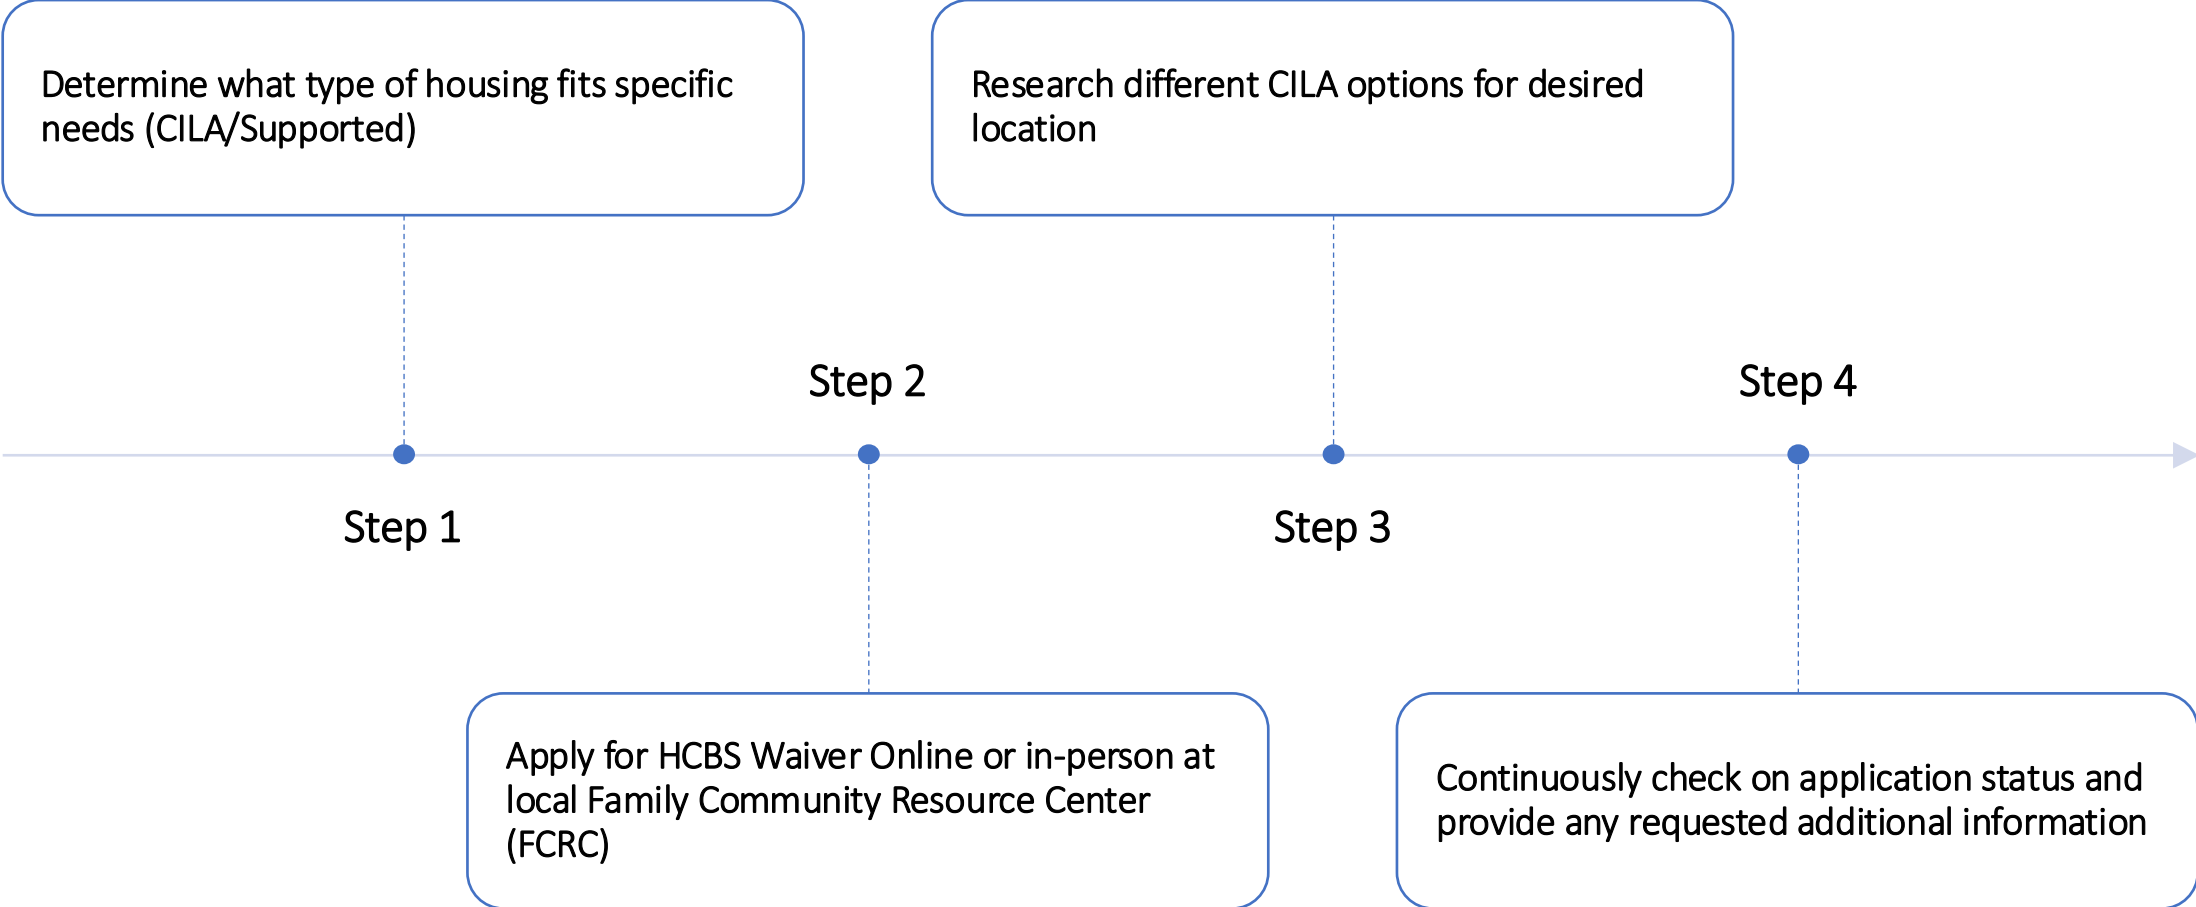 Determine what type of housing fits specific
needs (CILA/Supported)
Step 1
Step 2
Apply for HCBS Waiver Online or in-person at
local Family Community Resource Center
(FCRC)
Research different CILA options for desired
location
Step 3
Step 4
Continuously check on application status and
provide any requested additional information